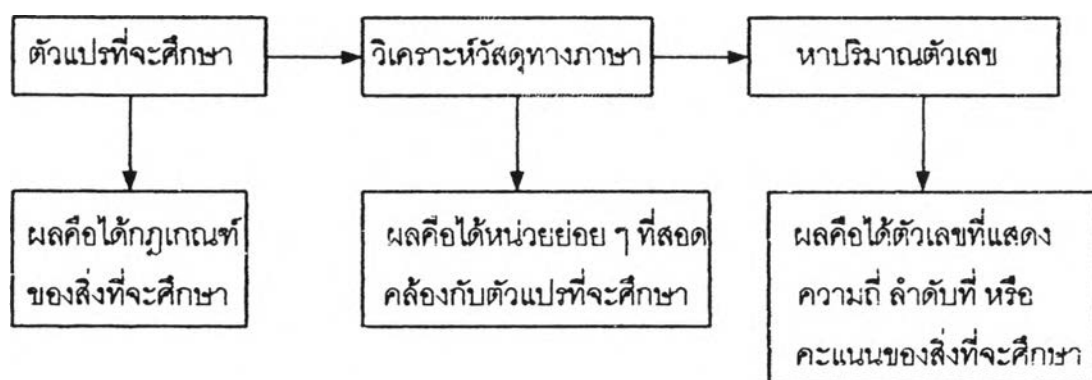 ตัวแปรที่จะศึกษา
วิเคราะห์วัสดุทางภาษา
หาปริมาณตัวเลข
ผลคือได้กฎเกณฑ์
ของสิ่งที่จะศึกษา
ผลคือได้หน่วยย่อย ๆ ที่สอด
คล้องกับตัวแปรที่จะศึกษา
ผลคือได้ตัวเลขที่แสดง
ความถี่ ลำดับที่ หรือ
คะแนนของสิ่งที่จะศึกษา